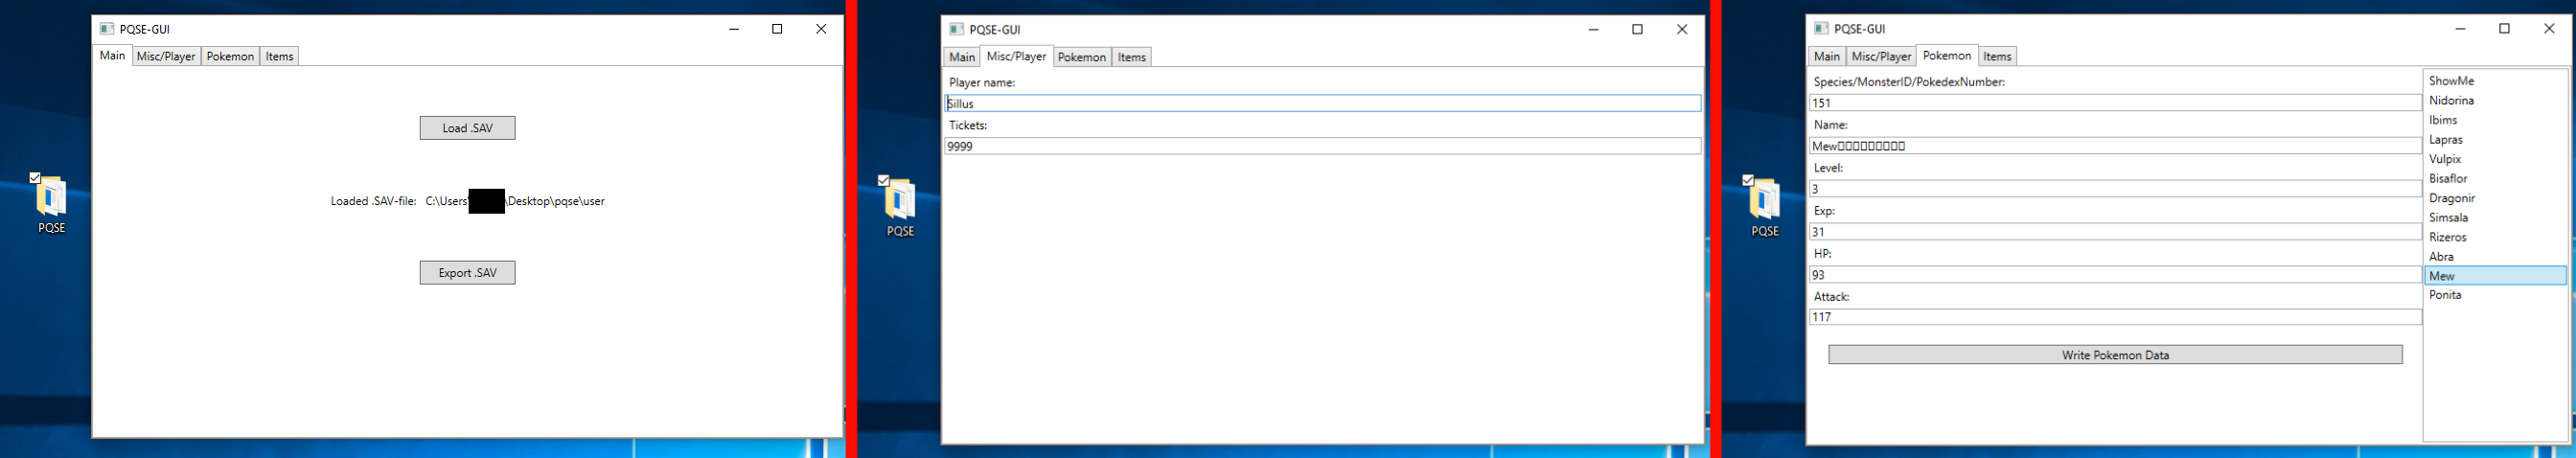 PQSE-GUI
Main Misc/Player Pokemon Items
Load .SAV
Loaded .SAV-file: C:\Users\ \Desktop\pqse\user
Export .SAV
PQSE
PQSE-GUI
Main Misc/Player Pokemon Items
Player name:
Sillus
Tickets:
9999
PQSE
PQSE-GUI
Main Misc/Player Pokemon Items
Species/MonsterID/PokedexNumber:
151
Name:
Mew▯▯▯▯▯▯▯▯▯
Level:
3
Exp:
31
HP:
93
Attack:
117
Write Pokemon Data
ShowMe
Nidorina
Ibims
Lapras
Vulpix
Bisaflor
Dragonir
Simsala
Rizeros
Abra
Mew
Ponita
PQSE